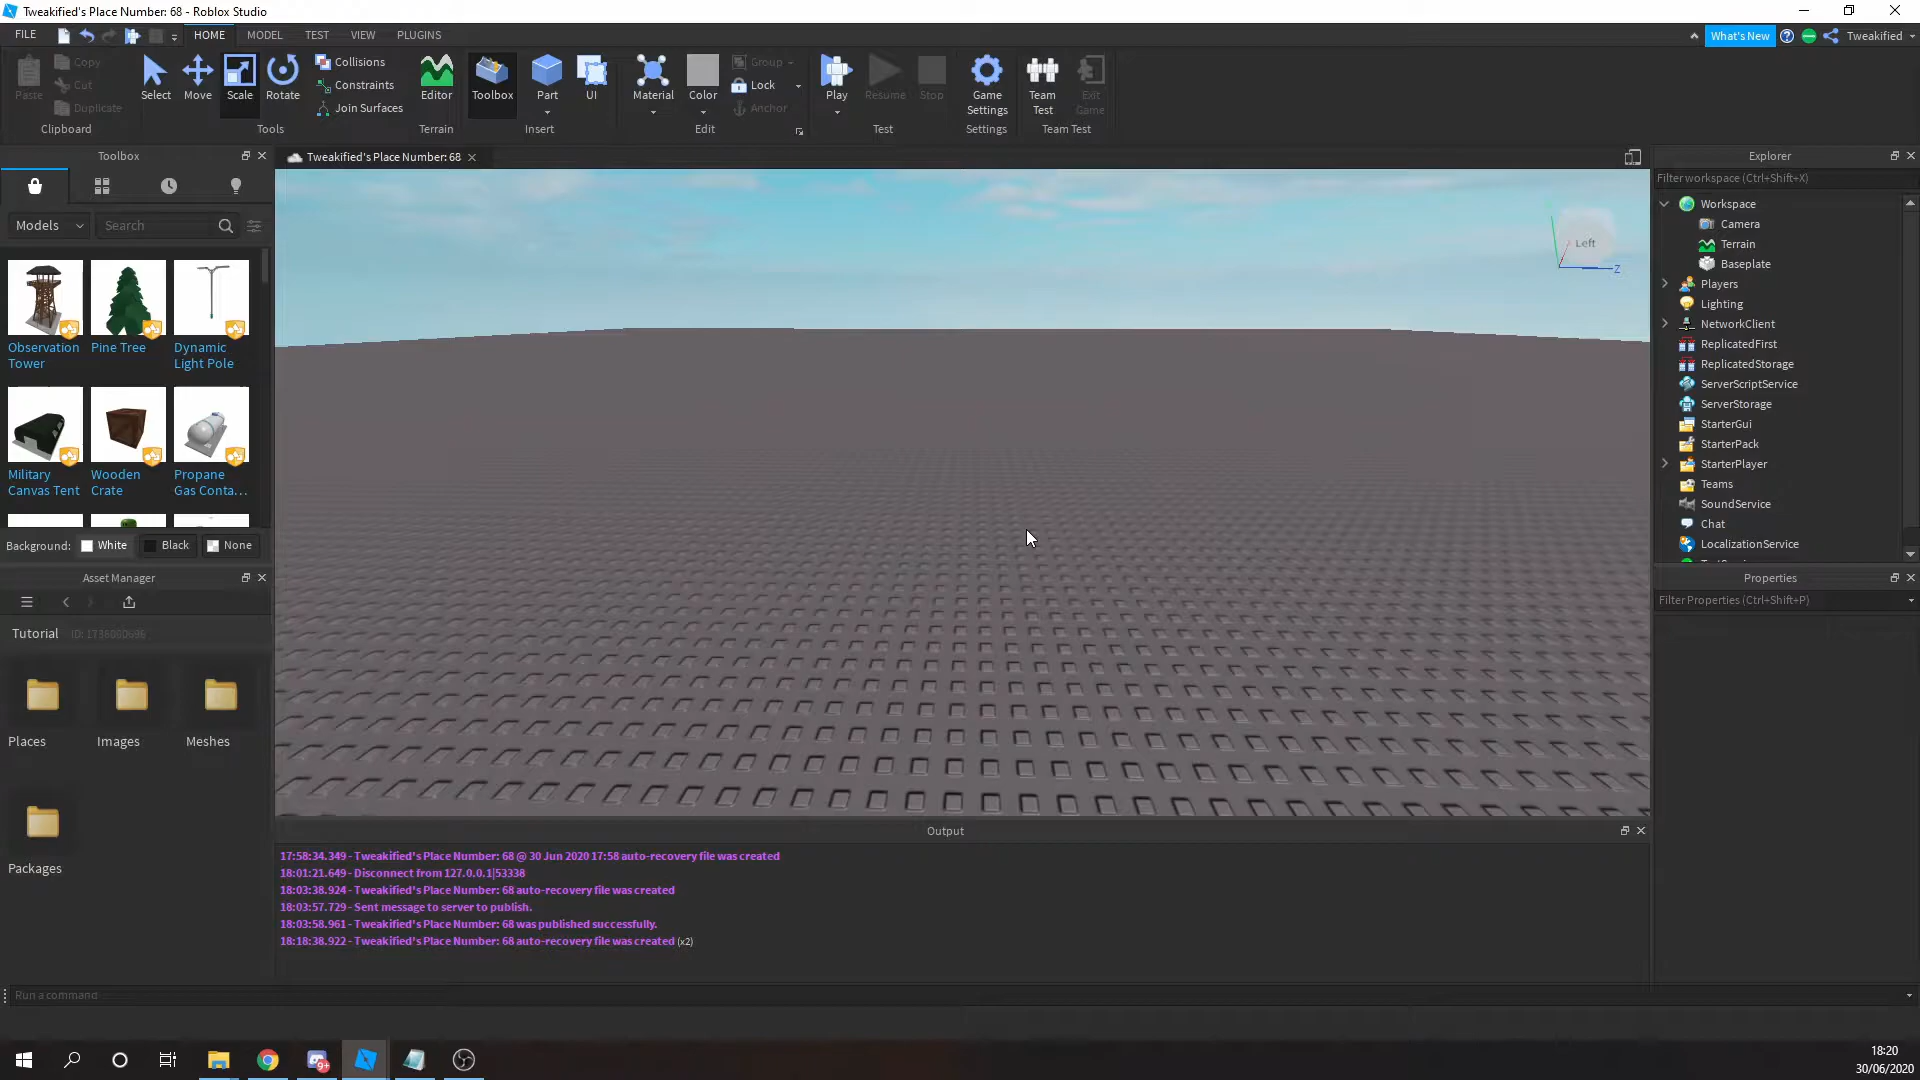 Tweakified's Place Number: 68 - Roblox Studio
FILE
HOME
MODEL
TEST
VIEW
PLUGINS
What's New
Tweakified
Paste
Copy
Cut
Duplicate
Clipboard
Select
Move
Scale
Rotate
Collisions
Constraints
Join Surfaces
Tools
Editor
Terrain
Toolbox
Part
UI
Insert
Material
Color
Group
Lock
Anchor
Edit
Play
Resume
Stop
Test
Game
Settings
Settings
Team
Test
Exit
Game
Team Test
Toolbox
Models
Search
Observation
Tower
Pine Tree
Dynamic
Light Pole
Military
Canvas Tent
Wooden
Crate
Propane
Gas Conta...
Background:
White
Black
None
Asset Manager
Tutorial
Places
Images
Meshes
Packages
Tweakified's Place Number: 68
Left
Z
Output
17:58:34.349 - Tweakified's Place Number: 68 @ 30 Jun 2020 17:58 auto-recovery file was created
18:01:21.649 - Disconnect from 127.0.0.1|53338
18:03:38.924 - Tweakified's Place Number: 68 auto-recovery file was created
18:03:57.729 - Sent message to server to publish.
18:03:58.961 - Tweakified's Place Number: 68 was published successfully.
18:18:38.922 - Tweakified's Place Number: 68 auto-recovery file was created (x2)
Run a command
Explorer
Filter workspace (Ctrl+Shift+X)
Workspace
Camera
Terrain
Baseplate
Players
Lighting
NetworkClient
ReplicatedFirst
ReplicatedStorage
ServerScriptService
ServerStorage
StarterGui
StarterPack
StarterPlayer
Teams
SoundService
Chat
LocalizationService
Properties
Filter Properties (Ctrl+Shift+P)
9+
18:20
30/06/2020